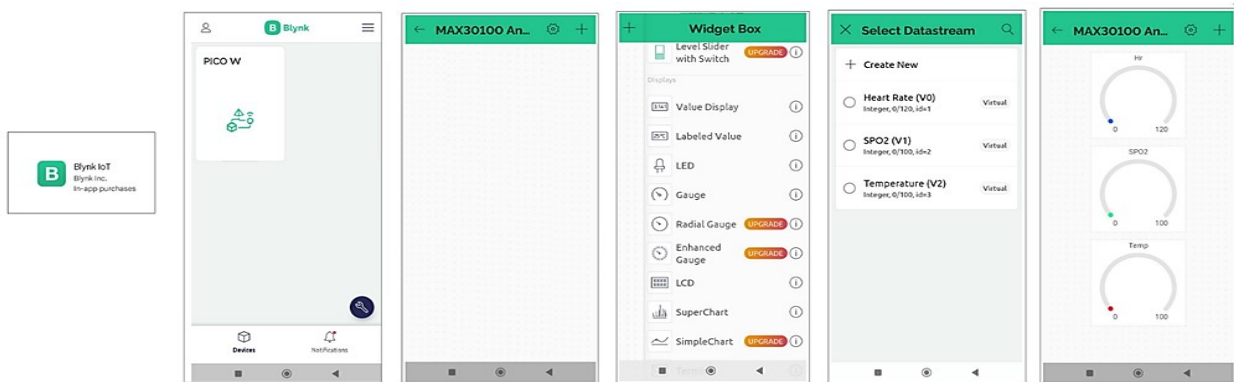 Blynk IoT
Blynk Inc.
In-app purchases
B Blynk
PICO W
Devices
Notifications
MAX30100 An...
Widget Box
Level Slider
with Switch
UPGRADE
Displays
Value Display
Labeled Value
LED
Gauge
Radial Gauge UPGRADE
Enhanced
Gauge
UPGRADE
LCD
SuperChart
SimpleChart UPGRADE
Select Datastream
+ Create New
Heart Rate (V0)
Integer, 0/120, id=1
Virtual
SPO2 (V1)
Integer, 0/100, id=2
Virtual
Temperature (V2)
Integer, 0/100, id=3
Virtual
MAX30100 An...
Hr
0 120
SPO2
0 100
Temp
0 100